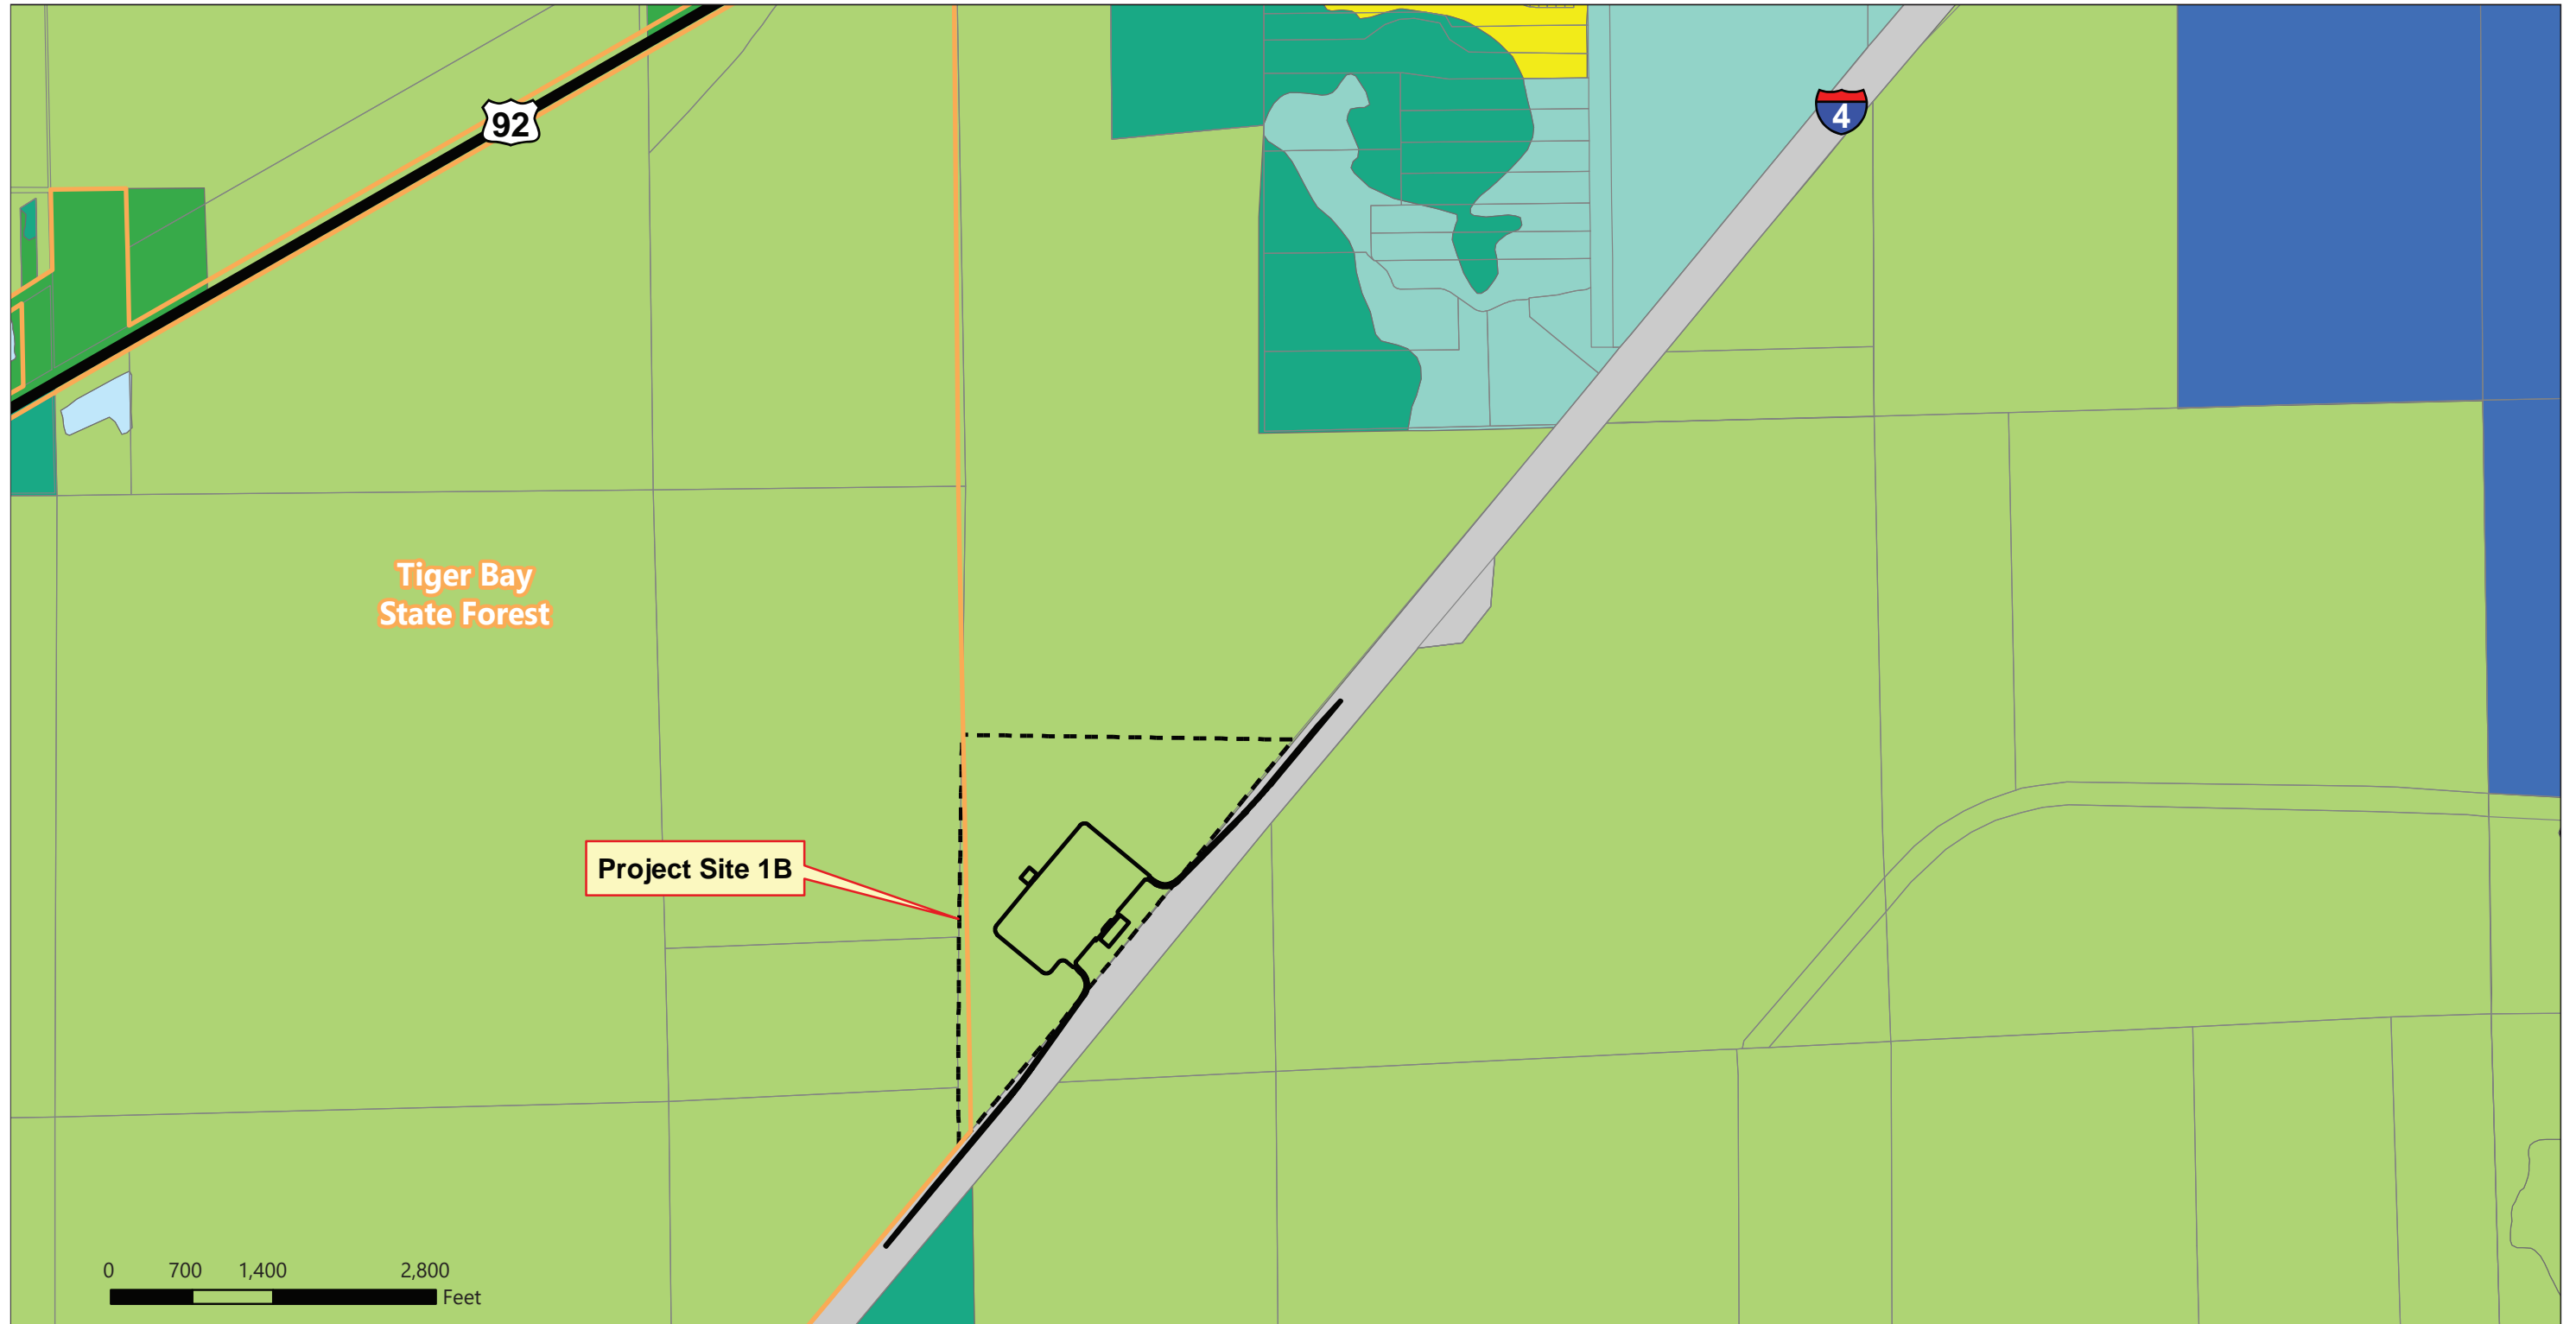 92
4
Tiger Bay
State Forest
Project Site 1B
0 700 1,400 2,800
Feet